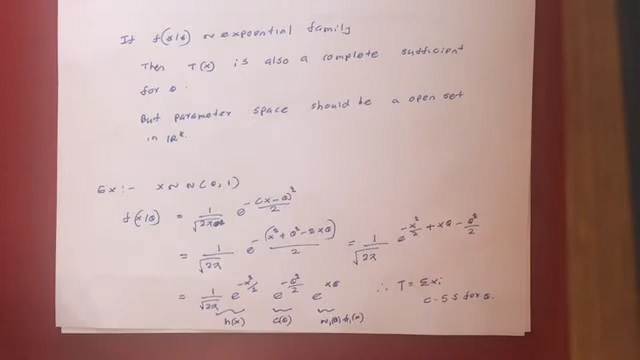 If f(x|θ) ~ expoential family
Then T(x) is also a complete sufficient
for θ.
But parameter space should be a open set
in ℝᵏ.
Ex :- x ~ N(θ, 1)
f(x|θ) = 1/√2π e^{-(x-θ)²/2}
= 1/√2π e^{-(x²+θ²-2xθ)/2} = 1/√2π e^{-x²/2 + xθ - θ²/2}
= 1/√2π e^{-x²/2} e^{-θ²/2} e^{xθ} ∴ T = Σxi
h(x) c(θ) w₁(θ) t₁(x) C-S S for θ.